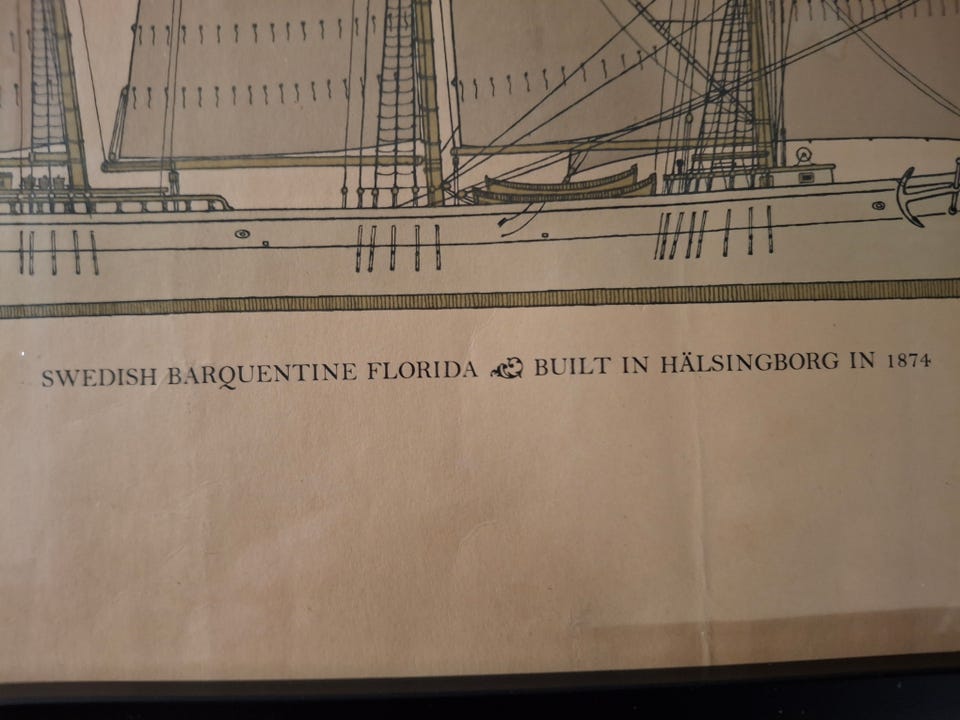 SWEDISH BARQUENTINE FLORIDA BUILT IN HÄLSINGBORG IN 1874